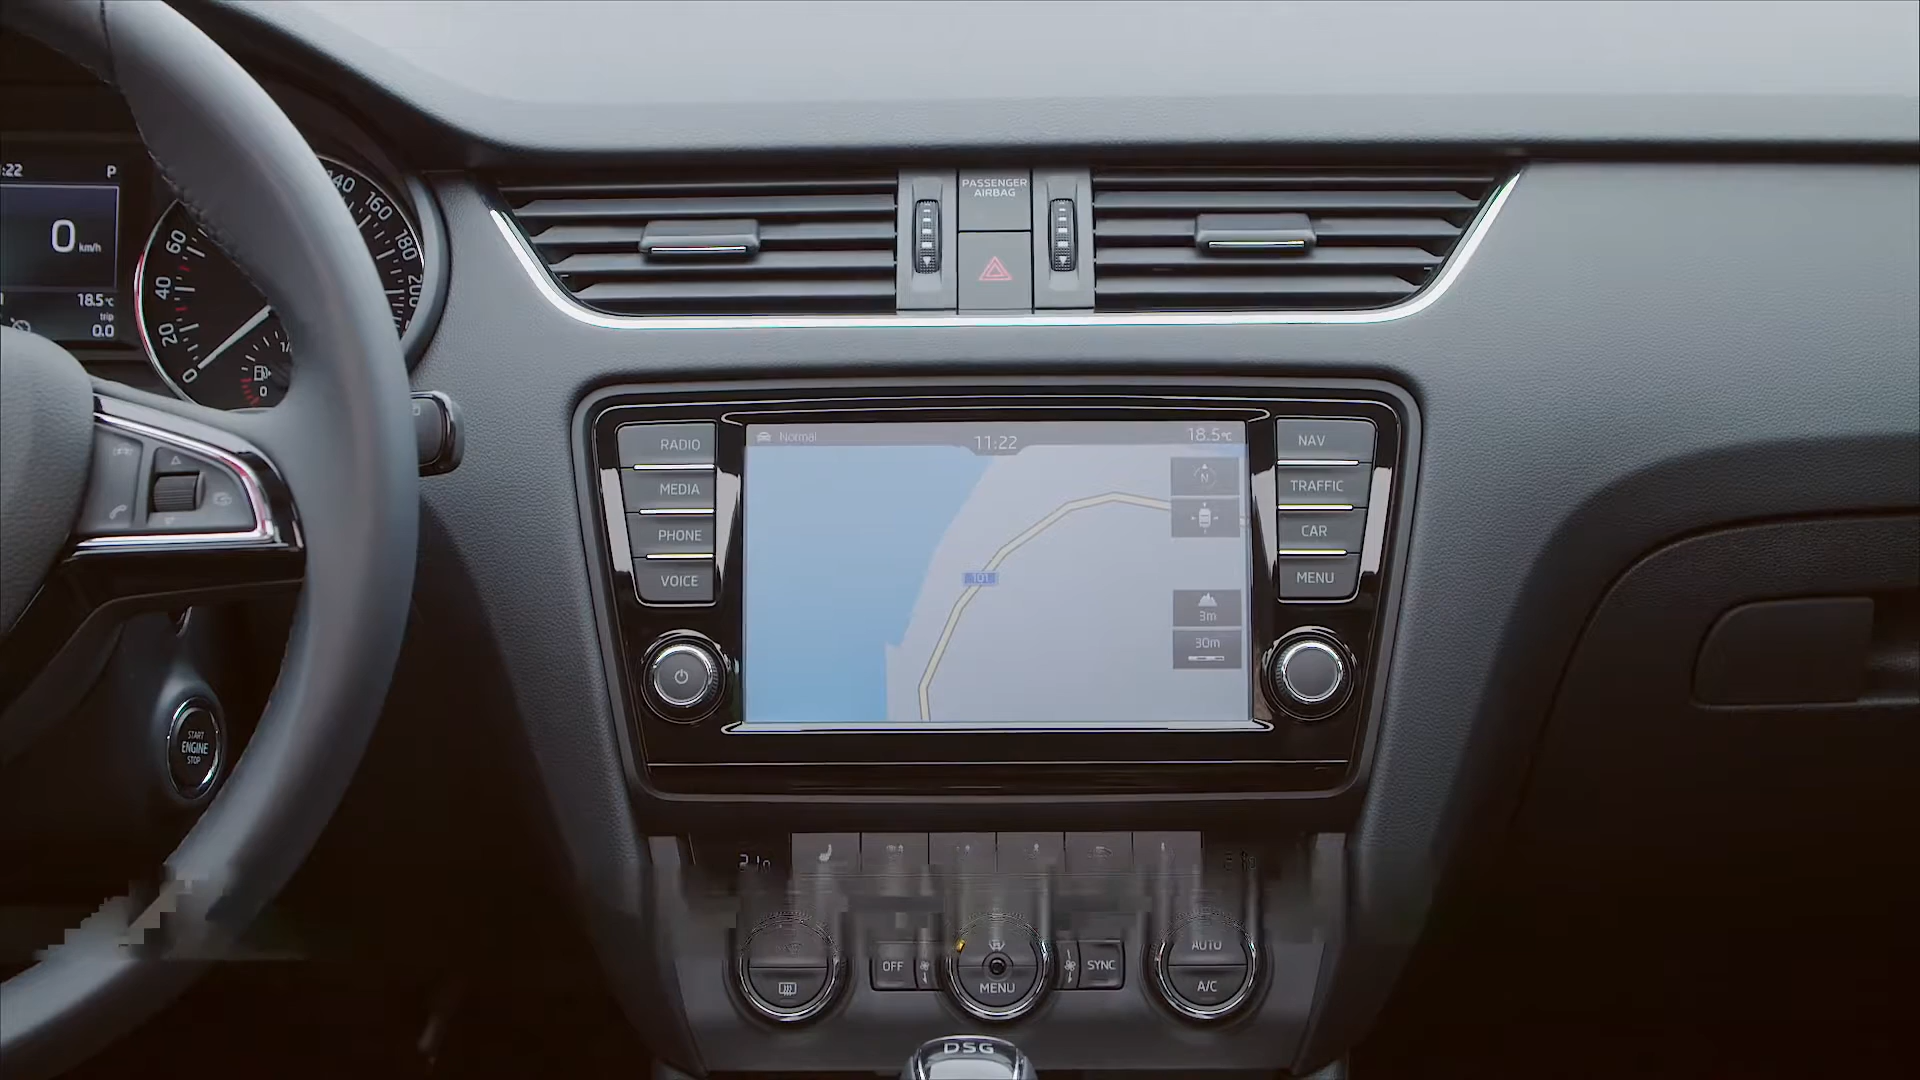 :22 P
0 km/h
18.5°C
trip
0.0
0 20 40 60
140 160 180 200
0
PASSENGER
AIRBAG
RADIO
MEDIA
PHONE
VOICE
Normal 11:22 18.5°C
N
101
3m
30m
NAV
TRAFFIC
CAR
MENU
START
ENGINE
STOP
OFF
MENU
SYNC
AUTO
A/C
DSG